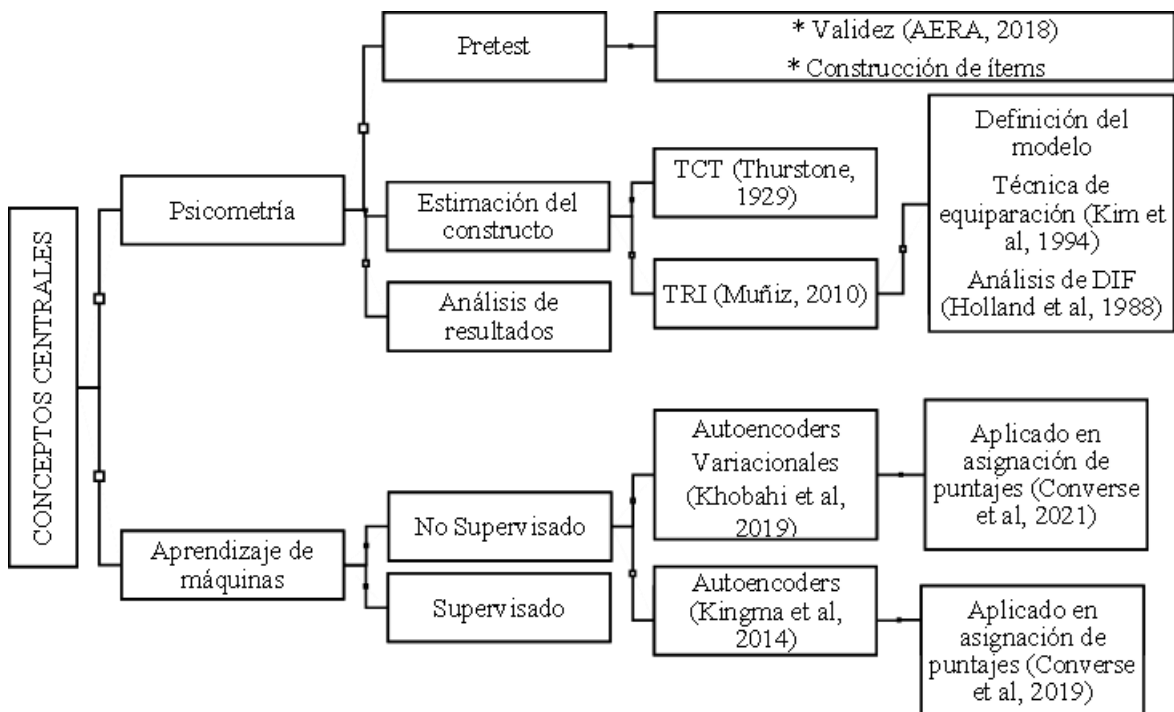 CONCEPTOS CENTRALES
Psicometría
Pretest
* Validez (AERA, 2018)
* Construcción de ítems
Estimación del
constructo
TCT (Thurstone,
1929)
TRI (Muñiz, 2010)
Definición del
modelo
Técnica de
equiparación (Kim
et al, 1994)
Análisis de DIF
(Holland et al, 1988)
Análisis de
resultados
Aprendizaje de
máquinas
No Supervisado
Autoencoders
Variacionales
(Khobahi et al,
2019)
Aplicado en
asignación de
puntajes (Converse
et al, 2021)
Autoencoders
(Kingma et al,
2014)
Aplicado en
asignación de
puntajes (Converse
et al, 2019)
Supervisado